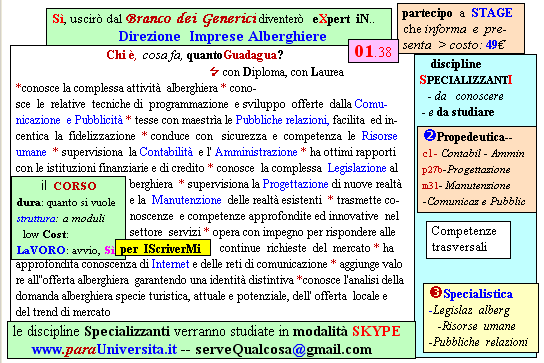 Si, uscirò dal Branco dei Generici diventerò eXpert iN..
Direzione Imprese Alberghiere
01.38
Chi è, cosa fa, quantoGuadagua?
con Diploma, con Laurea
*conosce la complessa attività alberghiera * cono-
sce le relative tecniche di programmazione e sviluppo offerte dalla Comu-
nicazione e Pubblicità * tesse con maestria le Pubbliche relazioni, facilita ed in-
centica la fidelizzazione * conduce con sicurezza e competenza le Risorse
umane * supervisiona la Contabilità e l' Amministrazione * ha ottimi rapporti
con le istituzioni finanziarie e di credito * conosce la complessa Legislazione al
berghiera * supervisiona la Progettazione di nuove realtà
e la Manutenzione delle realtà esistenti * trasmette co-
noscenze e competenze approfondite ed innovative nel
settore servizi * opera con impegno per rispondere alle
continue richieste del mercato * ha
approfondita conoscenza di Internet e delle reti di comunicazione * aggiunge valo
re all"offerta alberghiera garantendo una identità distintiva *conosce l'analisi della
domanda alberghiera specie turistica, attuale e potenziale, dell' offerta locale e
del trend di mercato
il CORSO
dura: quanto si vuole
struttura: a moduli
low Cost:
LaVORO: avvio, Si
per IScriverMi
le discipline Specializzanti verranno studiate in modalità SKYPE
www.paraUniversita.it -- serveQualcosa@gmail.com
partecipo a STAGE
che informa e pre-
senta > costo: 49€
discipline
SPECIALIZZANTI
- da conoscere
- e da studiare
❷Propedeutica--
c1- Contabil - Ammin
p27b-Progettazione
m31- Manutenzione
-Comunicaz e Pubblic
Competenze
trasversali
❸Specialistica
-Legislaz alberg
-Risorse umane
-Pubbliche relazioni